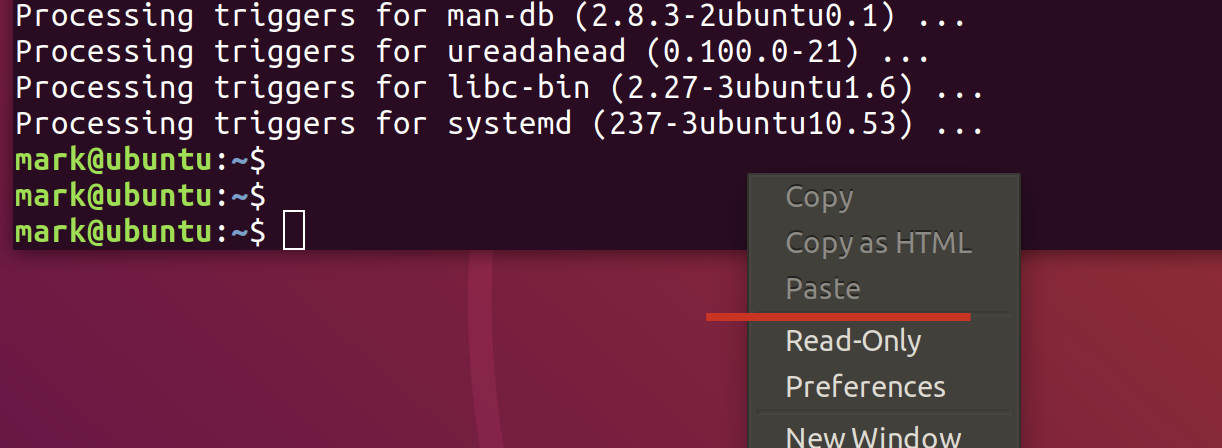 Processing triggers for man-db (2.8.3-2ubuntu0.1) ...
Processing triggers for ureadahead (0.100.0-21) ...
Processing triggers for libc-bin (2.27-3ubuntu1.6) ...
Processing triggers for systemd (237-3ubuntu10.53) ...
mark@ubuntu:~$
mark@ubuntu:~$
mark@ubuntu:~$
Copy
Copy as HTML
Paste
Read-Only
Preferences
New Window